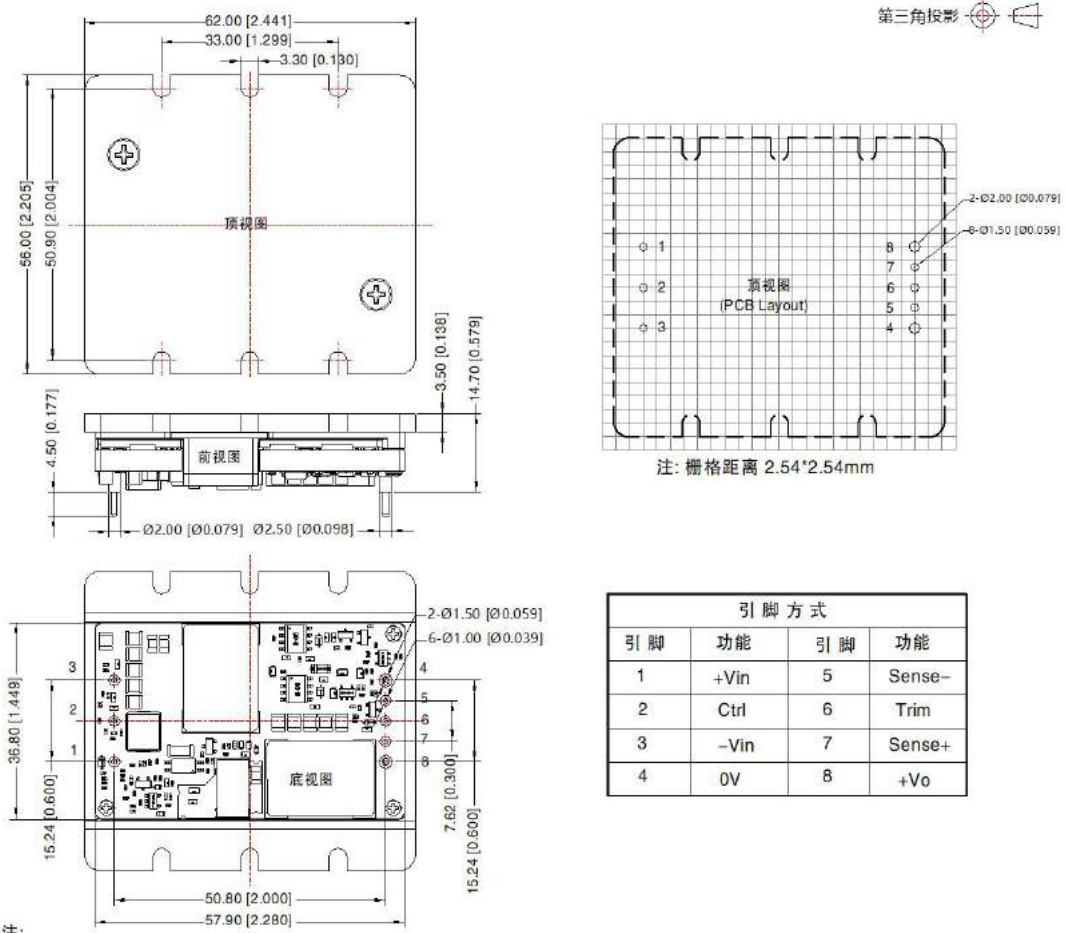 第三角投影
62.00 [2.441]
33.00 [1.299]
3.30 [0.130]
56.00 [2.205]
50.90 [2.004]
顶视图
3.50 [0.138]
14.70 [0.579]
4.50 [0.177]
前视图
Ø2.00 [Ø0.079] Ø2.50 [Ø0.098]
2-Ø2.00 [Ø0.079]
8-Ø1.50 [Ø0.059]
1
2
3
8
7
6
5
4
顶视图
(PCB Layout)
注: 栅格距离 2.54*2.54mm
2-Ø1.50 [Ø0.059]
6-Ø1.00 [Ø0.039]
3
2
1
4
5
6
7
8
底视图
36.80 [1.449]
15.24 [0.600]
7.62 [0.300]
15.24 [0.600]
50.80 [2.000]
57.90 [2.280]
注:
引脚方式
引脚 功能 引脚 功能
1 +Vin 5 Sense−
2 Ctrl 6 Trim
3 −Vin 7 Sense+
4 0V 8 +Vo